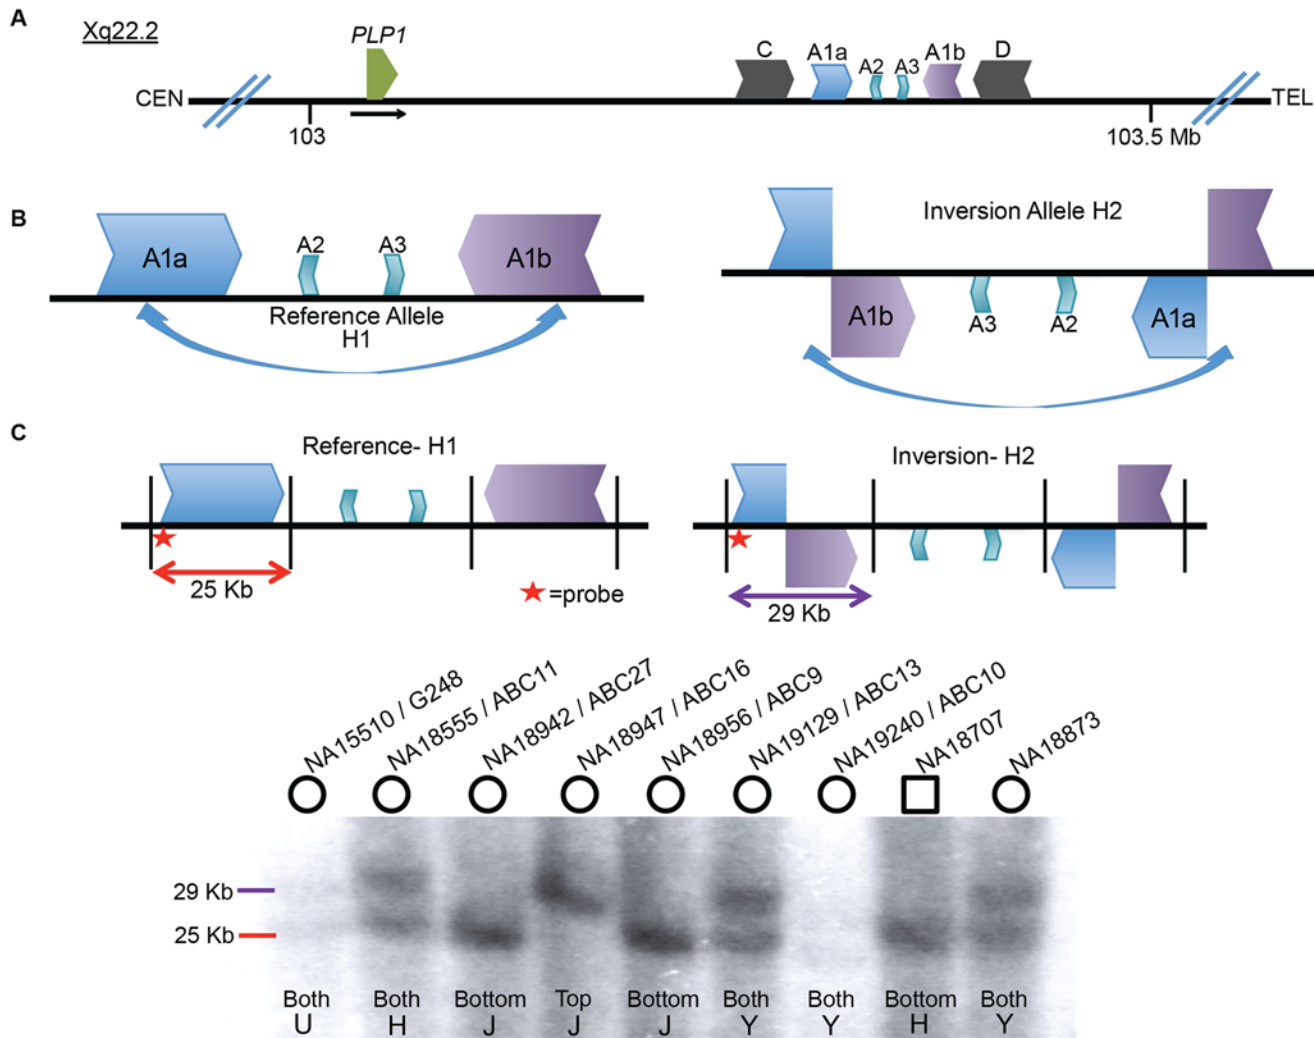 A
Xq22.2
PLP1
C
A1a
A2
A3
A1b
D
CEN
TEL
103
103.5 Mb
B
A1a
A2
A3
A1b
Reference Allele
H1
Inversion Allele H2
A1b
A3
A2
A1a
C
Reference- H1
Inversion- H2
25 Kb
=probe
29 Kb
NA15510 / G248
NA18555 / ABC11
NA18942 / ABC27
NA18947 / ABC16
NA18956 / ABC9
NA19129 / ABC13
NA19240 / ABC10
NA18707
NA18873
29 Kb
25 Kb
Both Both Bottom Top Bottom Both Both Bottom Both
U H J J J Y Y H Y